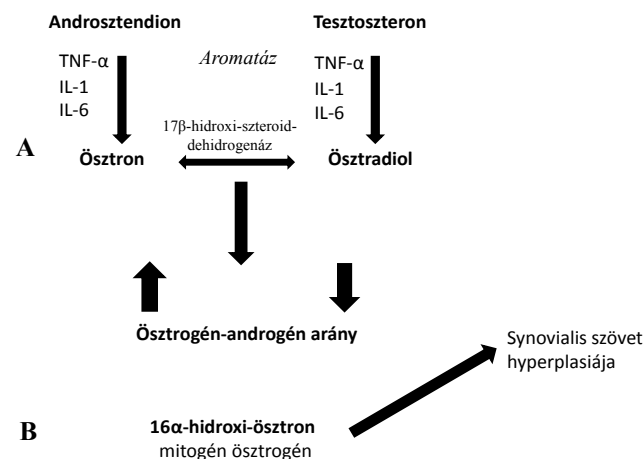 Androsztendion
Tesztoszteron
TNF-α
IL-1
IL-6
Aromatáz
TNF-α
IL-1
IL-6
17β-hidroxi-szteroid-
dehidrogenáz
A
Ösztron
Ösztradiol
Ösztrogén-androgén arány
Synovialis szövet
hyperplasiája
B
16α-hidroxi-ösztron
mitogén ösztrogén